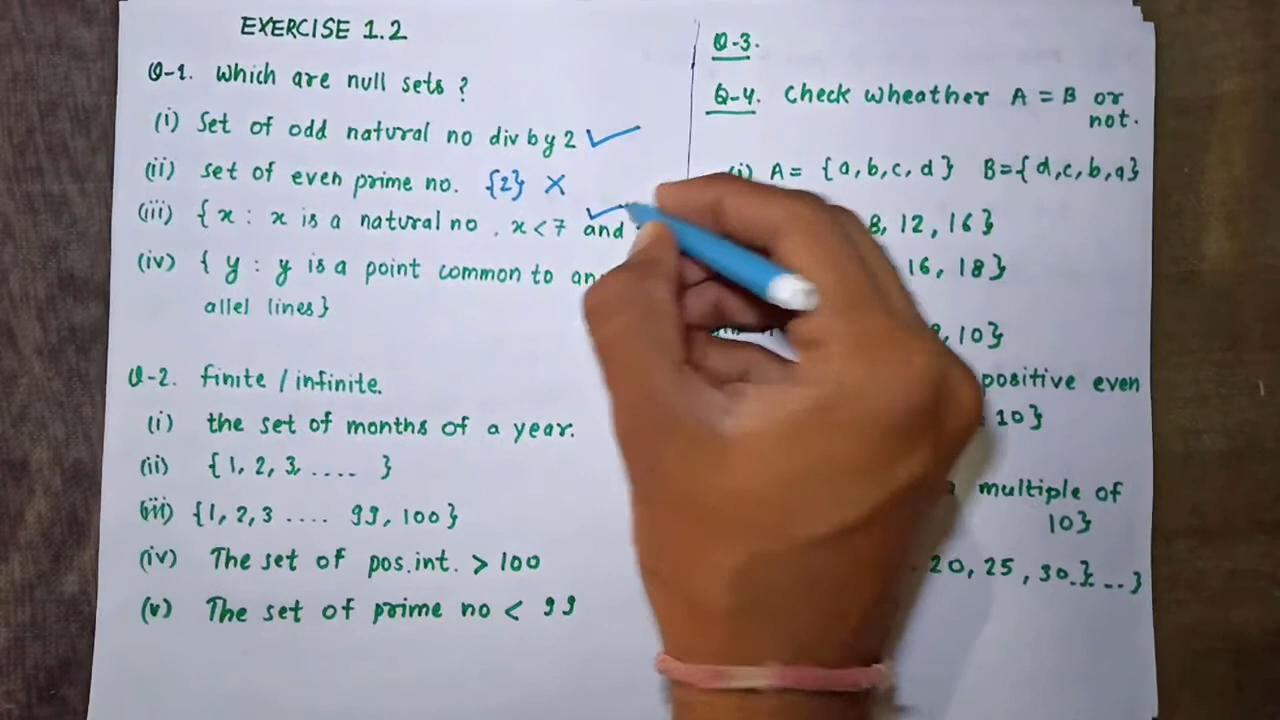 EXERCISE 1.2
Q-1. Which are null sets ?
(i) Set of odd natural no div by 2 ✓
(ii) set of even prime no. {2} ✗
(iii) { x : x is a natural no , x < 7 and
(iv) { y : y is a point common to
allel lines}
Q-2. finite / infinite.
(i) the set of months of a year.
(ii) { 1, 2, 3, .... }
(iii) {1, 2, 3 .... 99, 100}
(iv) The set of pos.int. > 100
(v) The set of prime no < 99
Q-3.
Q-4. Check wheather A = B or
not.
(i) A = {a, b, c, d} B = {d, c, b, a}
8, 12, 16}
16, 18}
10}
positive even
10}
multiple of
10}
20, 25, 30.}...}